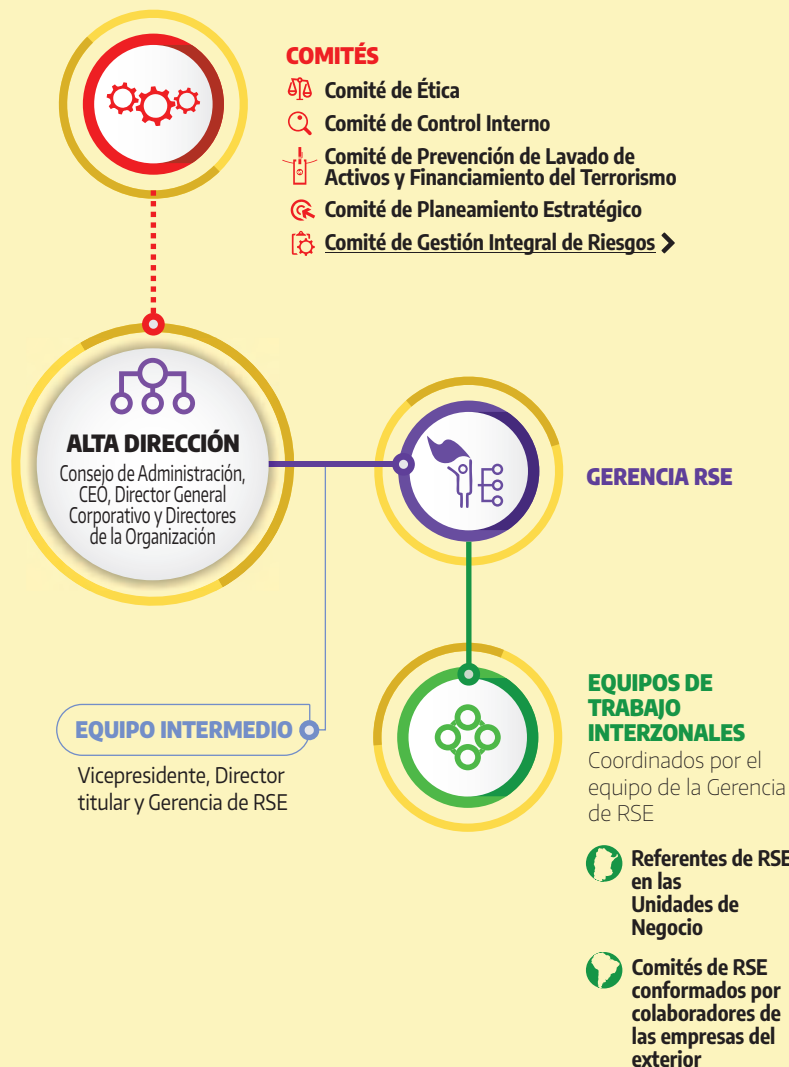 COMITÉS
Comité de Ética
Comité de Control Interno
Comité de Prevención de Lavado de
Activos y Financiamiento del Terrorismo
Comité de Planeamiento Estratégico
Comité de Gestión Integral de Riesgos
ALTA DIRECCIÓN
Consejo de Administración,
CEO, Director General
Corporativo y Directores
de la Organización
GERENCIA RSE
EQUIPO INTERMEDIO
Vicepresidente, Director
titular y Gerencia de RSE
EQUIPOS DE
TRABAJO
INTERZONALES
Coordinados por el
equipo de la Gerencia
de RSE
Referentes de RSE
en las
Unidades de
Negocio
Comités de RSE
conformados por
colaboradores de
las empresas del
exterior